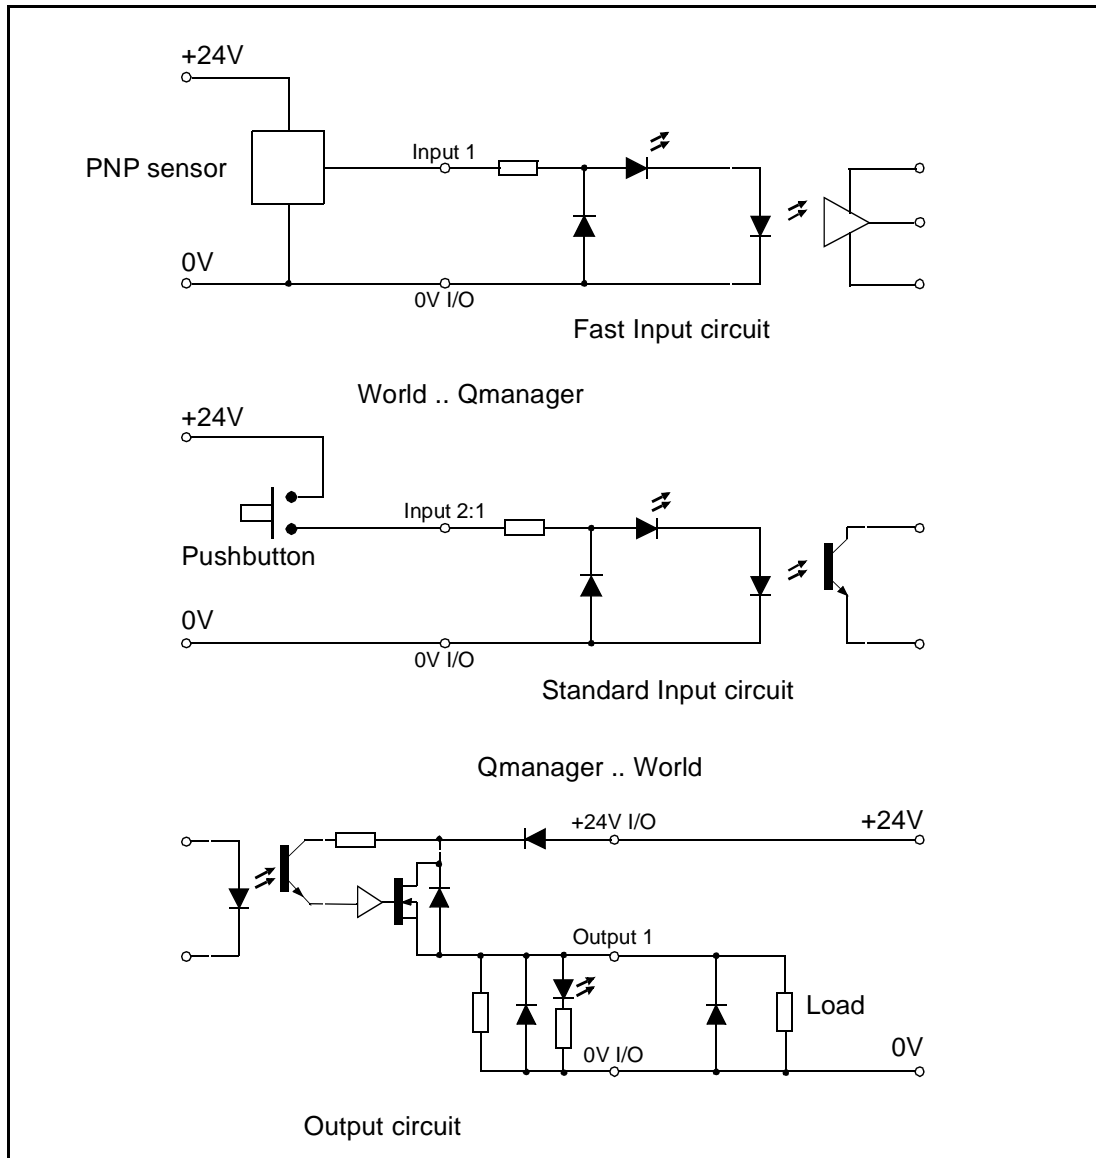 +24V
PNP sensor
Input 1
0V
0V I/O
Fast Input circuit
World .. Qmanager
+24V
Input 2:1
Pushbutton
0V
0V I/O
Standard Input circuit
Qmanager .. World
+24V I/O
+24V
Output 1
Load
0V I/O
0V
Output circuit